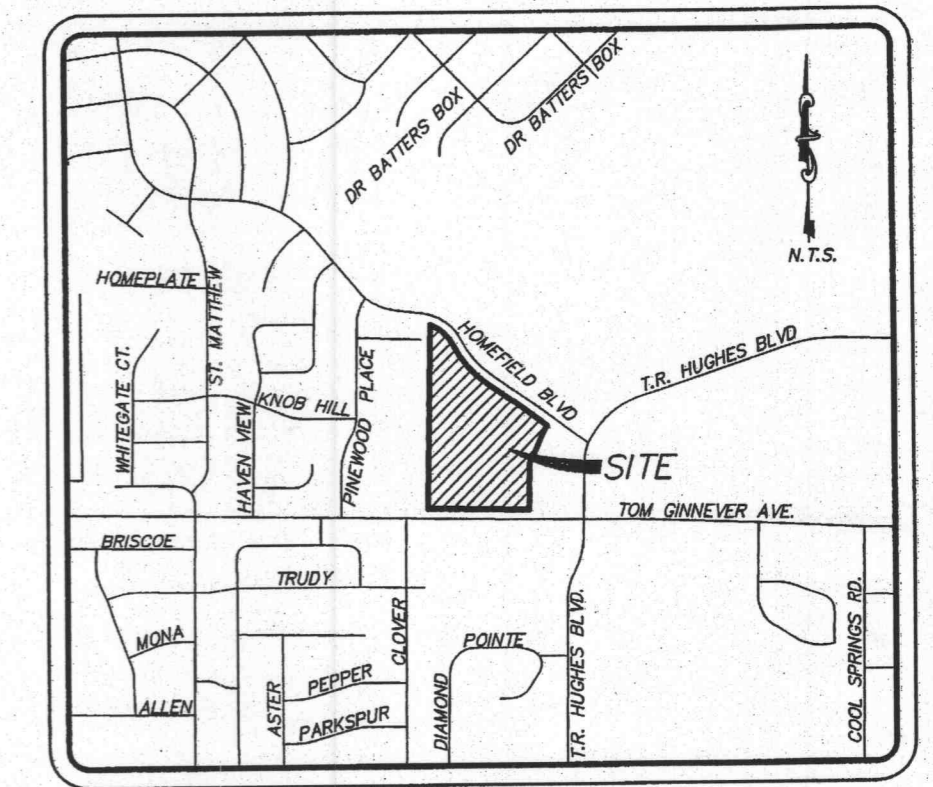 DR BATTERS BOX
DR BATTERS BOX
N.T.S.
HOMEPLATE
ST. MATTHEW
WHITEGATE CT.
HAVEN VIEW
KNOB HILL
PINEWOOD PLACE
HOMEFIELD BLVD
T.R. HUGHES BLVD
SITE
TOM GINNEVER AVE.
BRISCOE
TRUDY
MONA
ALLEN
ASTER
PEPPER
PARKSPUR
CLOVER
DIAMOND
POINTE
T.R. HUGHES BLVD.
COOL SPRINGS RD.